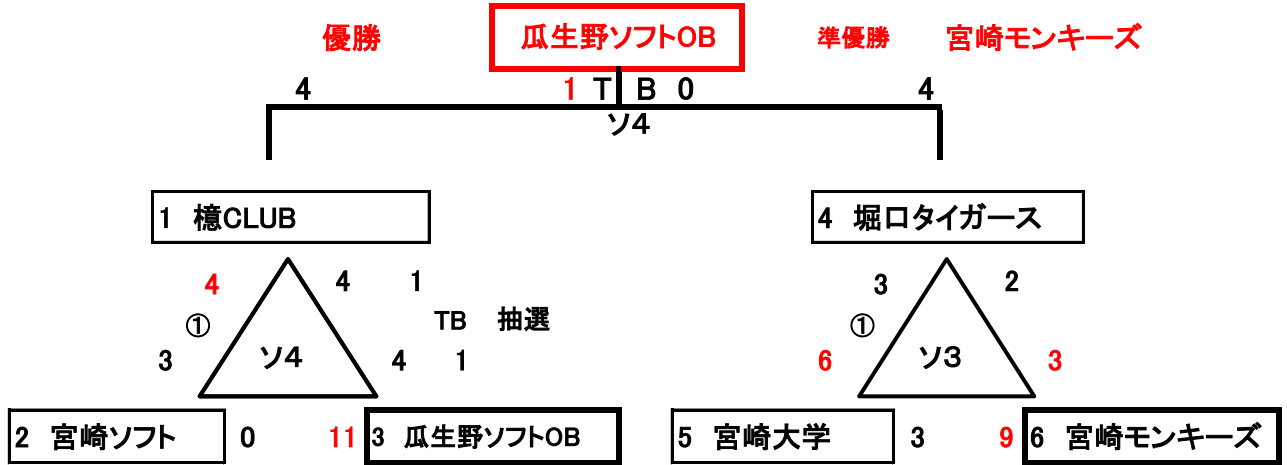 優勝 瓜生野ソフトOB 準優勝 宮崎モンキーズ
4 1 T B 0 4
ソ4
1 檍CLUB 4 堀口タイガース
4 4 1 3 2
① TB 抽選 ①
3 ソ4 4 1 6 ソ3 3
2 宮崎ソフト 0 11 3 瓜生野ソフトOB 5 宮崎大学 3 9 6 宮崎モンキーズ